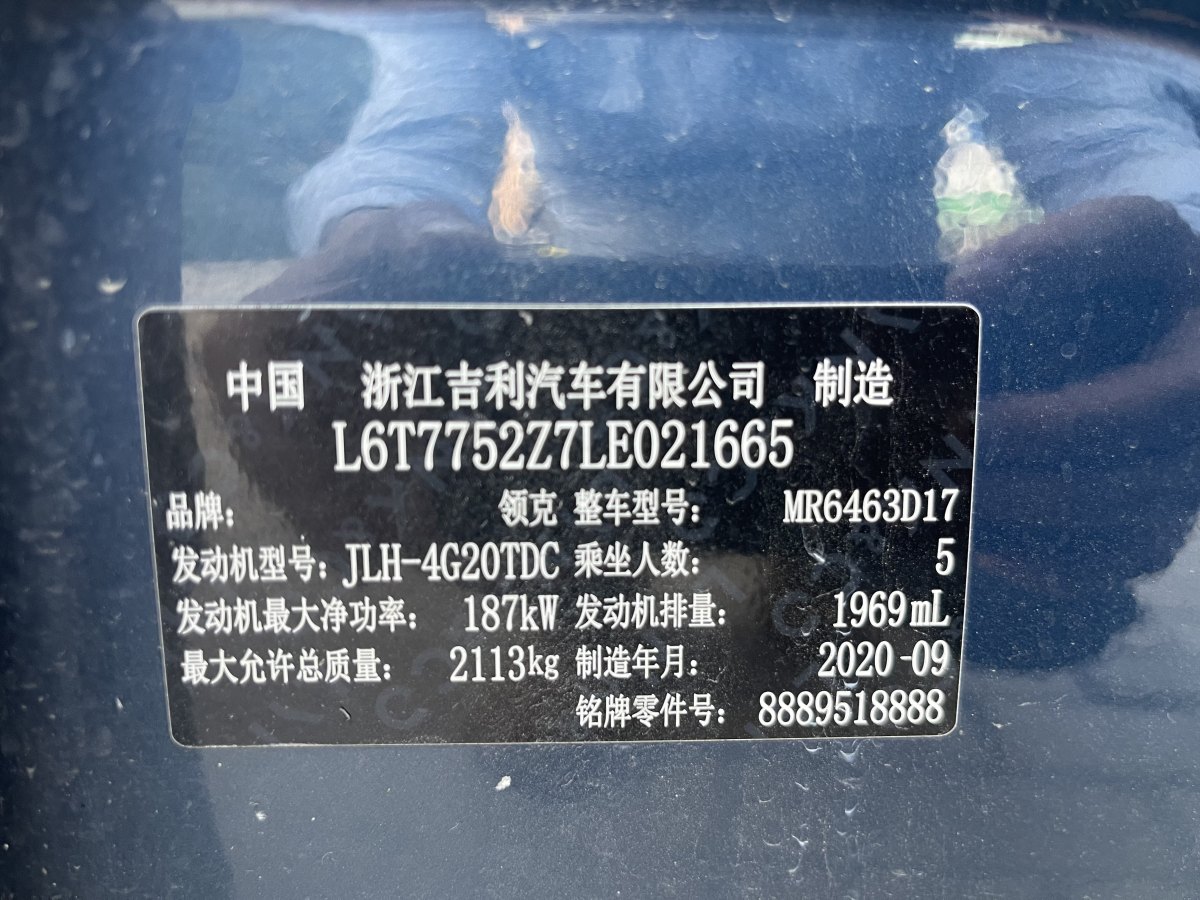 中国 浙江吉利汽车有限公司 制造
L6T7752Z7LE021665
品牌: 领克 整车型号: MR6463D17
发动机型号: JLH-4G20TDC 乘坐人数: 5
发动机最大净功率: 187kW 发动机排量: 1969mL
最大允许总质量: 2113kg 制造年月: 2020-09
铭牌零件号: 8889518888